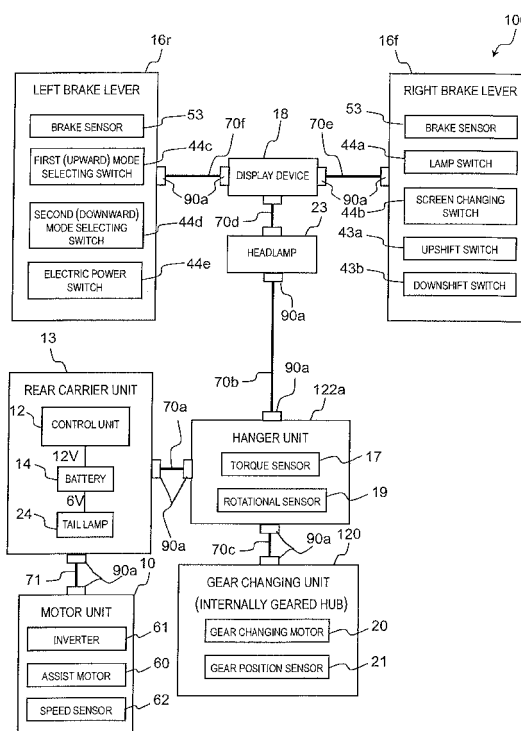 100
16r
LEFT BRAKE LEVER
BRAKE SENSOR
53
FIRST (UPWARD) MODE
SELECTING SWITCH
44c
SECOND (DOWNWARD)
MODE SELECTING
SWITCH
44d
ELECTRIC POWER
SWITCH
44e
70f
90a
18
DISPLAY DEVICE
70e
90a
70d
23
HEADLAMP
90a
16f
RIGHT BRAKE LEVER
53
BRAKE SENSOR
44a
LAMP SWITCH
44b
SCREEN CHANGING
SWITCH
43a
UPSHIFT SWITCH
43b
DOWNSHIFT SWITCH
70b
90a
13
REAR CARRIER UNIT
12
CONTROL UNIT
12V
14
BATTERY
6V
24
TAIL LAMP
70a
90a
122a
HANGER UNIT
TORQUE SENSOR
17
ROTATIONAL SENSOR
19
70c
90a
120
GEAR CHANGING UNIT
(INTERNALLY GEARED HUB)
GEAR CHANGING MOTOR
20
GEAR POSITION SENSOR
21
71
90a
10
MOTOR UNIT
INVERTER
61
ASSIST MOTOR
60
SPEED SENSOR
62